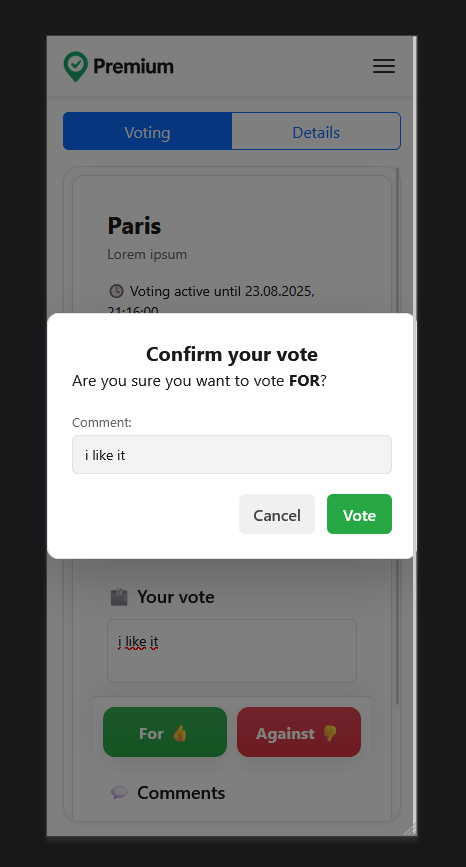 Premium
Voting
Details
Paris
Lorem ipsum
🕓 Voting active until 23.08.2025,
21:16:00
Confirm your vote
Are you sure you want to vote FOR?
Comment:
i like it
Cancel
Vote
🗳️ Your vote
i like it
For 👍
Against 👎
💬 Comments